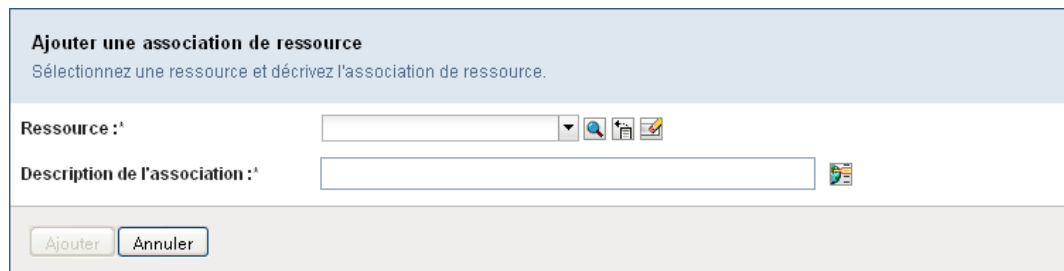 Ajouter une association de ressource
Sélectionnez une ressource et décrivez l'association de ressource.
Ressource :*
Description de l'association :*
Ajouter Annuler